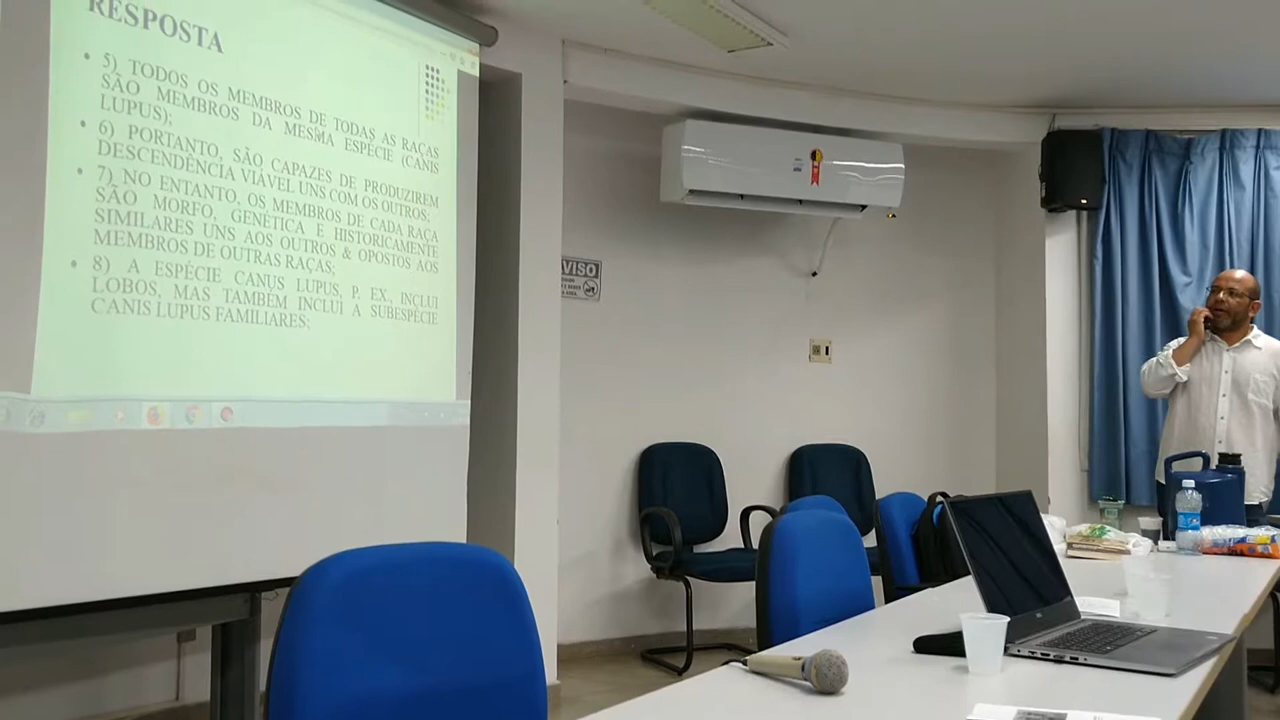 RESPOSTA
• 5) TODOS OS MEMBROS DE TODAS AS RAÇAS
SÃO MEMBROS DA MESMA ESPÉCIE (CANIS
LUPUS);
• 6) PORTANTO, SÃO CAPAZES DE PRODUZIREM
DESCENDÊNCIA VIÁVEL UNS COM OS OUTROS;
• 7) NO ENTANTO, OS MEMBROS DE CADA RAÇA
SÃO MORFO, GENÉTICA E HISTORICAMENTE
SIMILARES UNS AOS OUTROS & OPOSTOS AOS
MEMBROS DE OUTRAS RAÇAS;
• 8) A ESPÉCIE CANUS LUPUS, P. EX., INCLUI
LOBOS, MAS TAMBÉM INCLUI A SUBESPÉCIE
CANIS LUPUS FAMILIARES;
AVISO